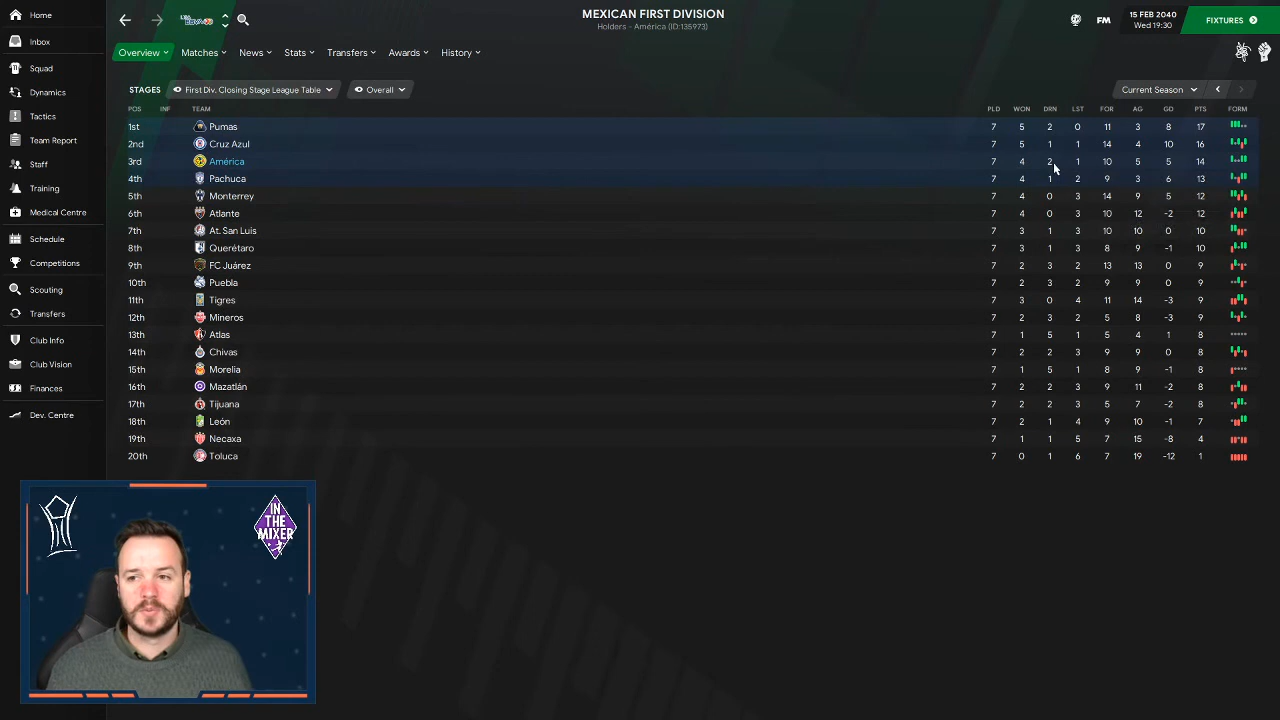 Home
Inbox
Squad
Dynamics
Tactics
Team Report
Staff
Training
Medical Centre
Schedule
Competitions
Scouting
Transfers
Club Info
Club Vision
Finances
Dev. Centre
MEXICAN FIRST DIVISION
Holders - América (ID:135973)
FM
15 FEB 2040
Wed 19:30
FIXTURES
Overview Matches News Stats Transfers Awards History
STAGES First Div. Closing Stage League Table Overall Current Season
POS INF TEAM PLD WON DRN LST FOR AG GD PTS FORM
1st Pumas 7 5 2 0 11 3 8 17
2nd Cruz Azul 7 5 1 1 14 4 10 16
3rd América 7 4 2 1 10 5 5 14
4th Pachuca 7 4 1 2 9 3 6 13
5th Monterrey 7 4 0 3 14 9 5 12
6th Atlante 7 4 0 3 10 12 -2 12
7th At. San Luis 7 3 1 3 10 10 0 10
8th Querétaro 7 3 1 3 8 9 -1 10
9th FC Juárez 7 2 3 2 13 13 0 9
10th Puebla 7 2 3 2 9 9 0 9
11th Tigres 7 3 0 4 11 14 -3 9
12th Mineros 7 2 3 2 5 8 -3 9
13th Atlas 7 1 5 1 5 4 1 8
14th Chivas 7 2 2 3 9 9 0 8
15th Morelia 7 1 5 1 8 9 -1 8
16th Mazatlán 7 2 2 3 9 11 -2 8
17th Tijuana 7 2 2 3 5 7 -2 8
18th León 7 2 1 4 9 10 -1 7
19th Necaxa 7 1 1 5 7 15 -8 4
20th Toluca 7 0 1 6 7 19 -12 1
IN
THE
MIXER